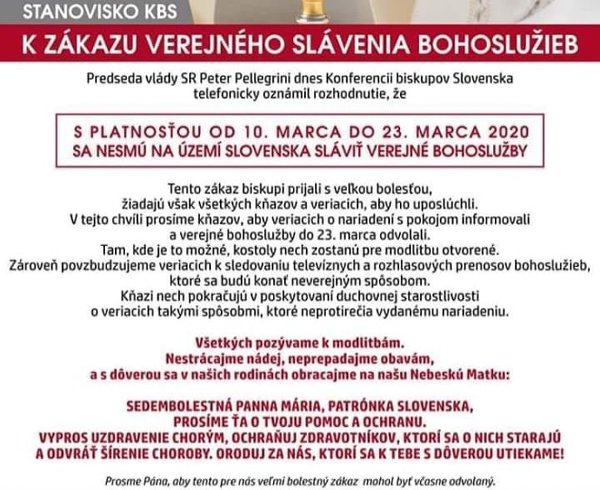 STANOVISKO KBS
K ZÁKAZU VEREJNÉHO SLÁVENIA BOHOSLUŽIEB
Predseda vlády SR Peter Pellegrini dnes Konferencii biskupov Slovenska
telefonicky oznámil rozhodnutie, že
S PLATNOSŤOU OD 10. MARCA DO 23. MARCA 2020
SA NESMÚ NA ÚZEMÍ SLOVENSKA SLÁVIŤ VEREJNÉ BOHOSLUŽBY
Tento zákaz biskupi prijali s veľkou bolesťou,
žiadajú však všetkých kňazov a veriacich, aby ho uposlúchli.
V tejto chvíli prosíme kňazov, aby veriacich o nariadení s pokojom informovali
a verejné bohoslužby do 23. marca odvolali.
Tam, kde je to možné, kostoly nech zostanú pre modlitbu otvorené.
Zároveň povzbudzujeme veriacich k sledovaniu televíznych a rozhlasových prenosov bohoslužieb,
ktoré sa budú konať neverejným spôsobom.
Kňazi nech pokračujú v poskytovaní duchovnej starostlivosti
o veriacich takými spôsobmi, ktoré neprotirečia vydanému nariadeniu.
Všetkých pozývame k modlitbám.
Nestrácajme nádej, neprepadajme obavám,
a s dôverou sa v našich rodinách obracajme na našu Nebeskú Matku:
SEDEMBOLESTNÁ PANNA MÁRIA, PATRÓNKA SLOVENSKA,
PROSÍME ŤA O TVOJU POMOC A OCHRANU.
VYPROS UZDRAVENIE CHORÝM, OCHRAŇUJ ZDRAVOTNÍKOV, KTORÍ SA O NICH STARAJÚ
A ODVRÁŤ ŠÍRENIE CHOROBY. ORODUJ ZA NÁS, KTORÍ SA K TEBE S DÔVEROU UTIEKAME!
Prosme Pána, aby tento pre nás veľmi bolestný zákaz mohol byť včasne odvolaný.